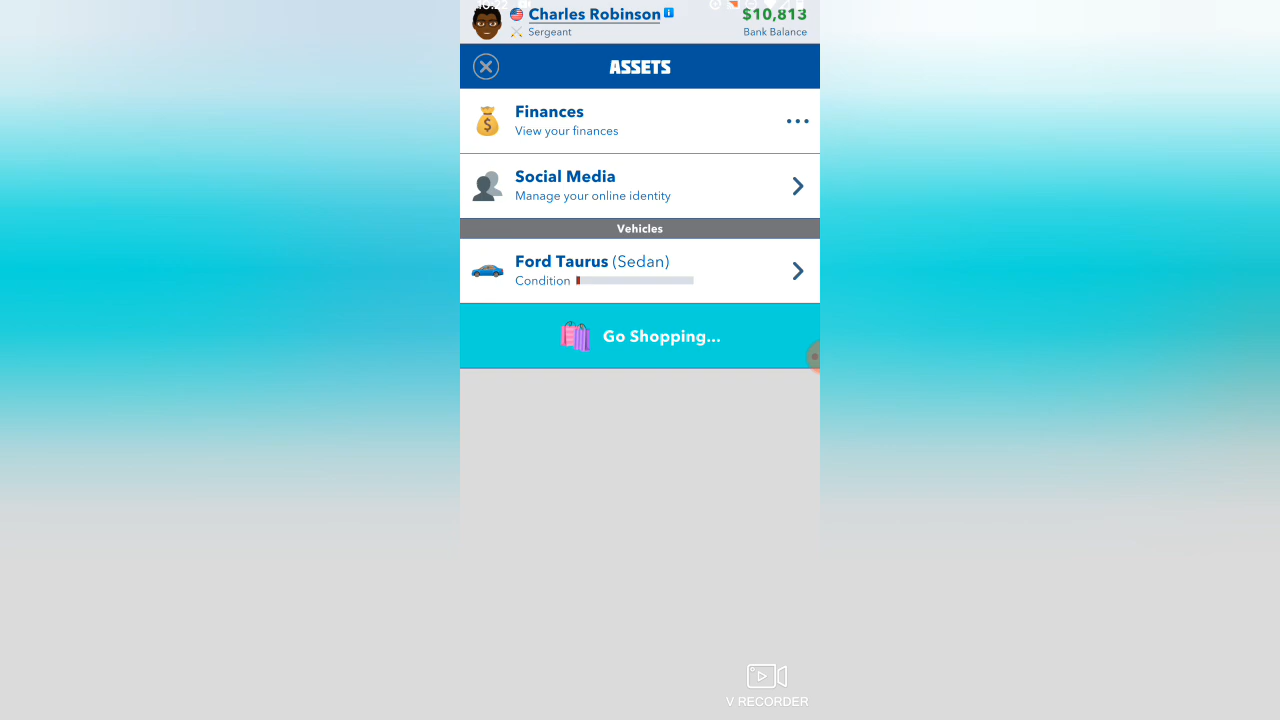 Charles Robinson
$10,813
Sergeant
Bank Balance
ASSETS
Finances
View your finances
Social Media
Manage your online identity
Vehicles
Ford Taurus (Sedan)
Condition
Go Shopping...
V RECORDER